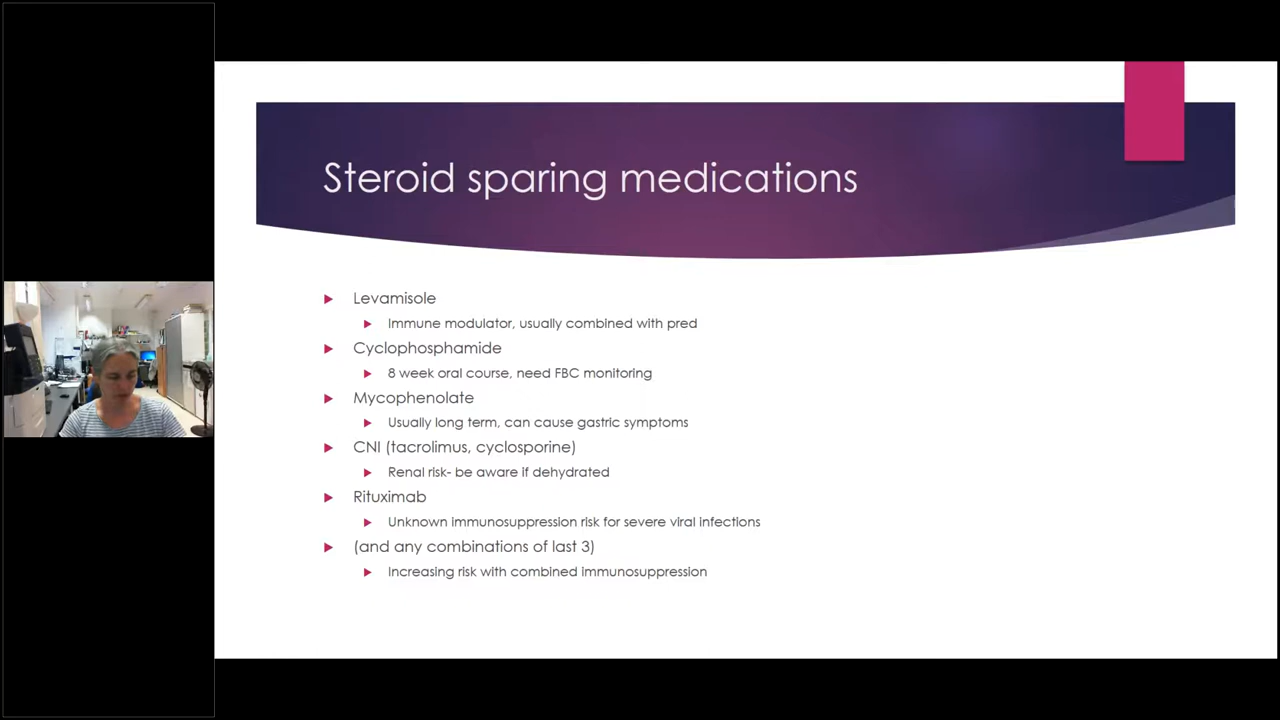 Steroid sparing medications
Levamisole
Immune modulator, usually combined with pred
Cyclophosphamide
8 week oral course, need FBC monitoring
Mycophenolate
Usually long term, can cause gastric symptoms
CNI (tacrolimus, cyclosporine)
Renal risk- be aware if dehydrated
Rituximab
Unknown immunosuppression risk for severe viral infections
(and any combinations of last 3)
Increasing risk with combined immunosuppression